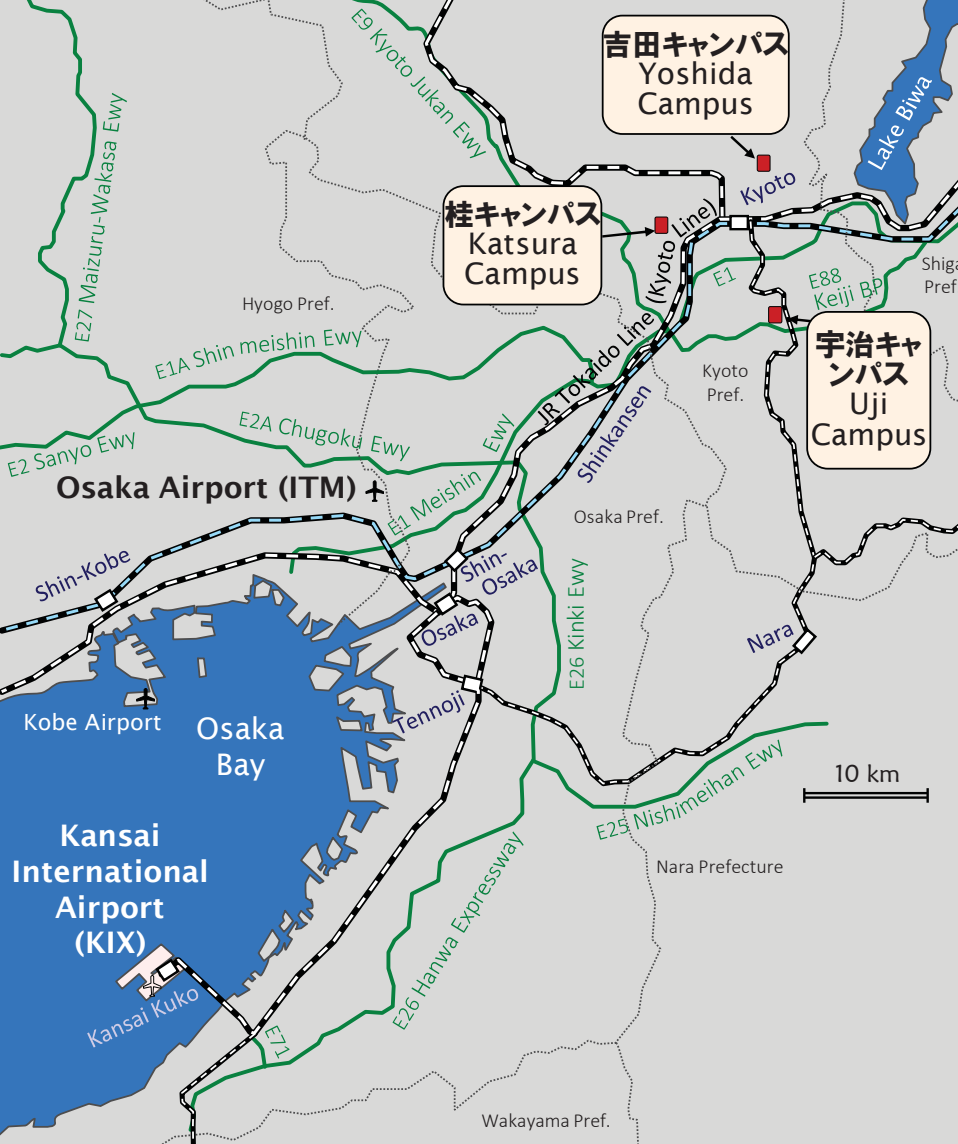 E9 Kyoto Jukan Ewy
吉田キャンパス
Yoshida
Campus
Lake Biwa
E27 Maizuru-Wakasa Ewy
Kyoto
桂キャンパス
Katsura
Campus
JR Tokaido Line (Kyoto Line)
E1
E88
Keiji BP
Shiga
Pref
Hyogo Pref.
E1A Shin meishin Ewy
宇治キャ
ンパス
Uji
Campus
Kyoto
Pref.
E2A Chugoku Ewy
E2 Sanyo Ewy
Shinkansen
Osaka Airport (ITM)
E1 Meishin Ewy
Osaka Pref.
Shin-Kobe
Shin-
Osaka
E26 Kinki Ewy
Osaka
Nara
Tennoji
Kobe Airport
Osaka
Bay
10 km
E25 Nishimeihan Ewy
Kansai
International
Airport
(KIX)
Nara Prefecture
E26 Hanwa Expressway
Kansai Kuko
E71
Wakayama Pref.